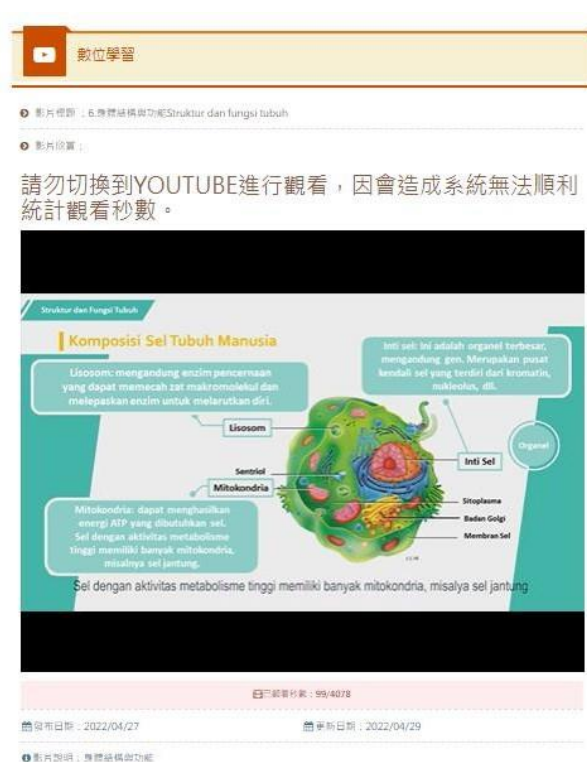 數位學習
影片標題：6.身體結構與功能Struktur dan fungsi tubuh
影片欣賞：
請勿切換到YOUTUBE進行觀看，因會造成系統無法順利
統計觀看秒數。
Struktur dan Fungsi Tubuh
Komposisi Sel Tubuh Manusia
Lisosom: mengandung enzim pencernaan
yang dapat memecah zat makromolekul dan
melepaskan enzim untuk melarutkan diri.
Inti sel: Ini adalah organel terbesar,
mengandung gen. Merupakan pusat
kendali sel yang terdiri dari kromatin,
nukleolus, dll.
Lisosom
Organel
Inti Sel
Sentriol
Mitokondria
Sitoplasma
Badan Golgi
Membran Sel
Mitokondria: dapat menghasilkan
energi ATP yang dibutuhkan sel.
Sel dengan aktivitas metabolisme
tinggi memiliki banyak mitokondria,
misalnya sel jantung.
Sel dengan aktivitas metabolisme tinggi memiliki banyak mitokondria, misalya sel jantung
已觀看秒數：99/4078
發布日期：2022/04/27
更新日期：2022/04/29
影片說明：身體結構與功能